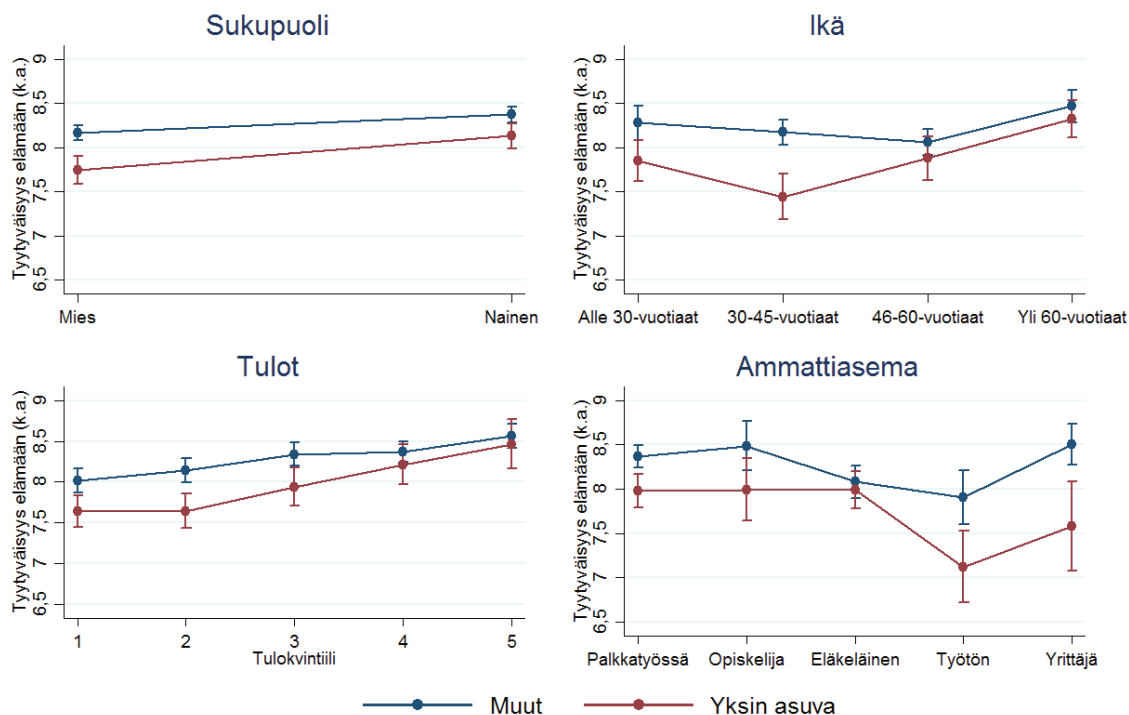 Sukupuoli
Tyytyväisyys elämään (k.a.)
9
8,5
8
7,5
7
6,5
Mies
Nainen
Ikä
Tyytyväisyys elämään (k.a.)
9
8,5
8
7,5
7
6,5
Alle 30-vuotiaat
30-45-vuotiaat
46-60-vuotiaat
Yli 60-vuotiaat
Tulot
Tyytyväisyys elämään (k.a.)
9
8,5
8
7,5
7
6,5
1
2
3
4
5
Tulokvintiili
Ammattiasema
Tyytyväisyys elämään (k.a.)
9
8,5
8
7,5
7
6,5
Palkkatyössä
Opiskelija
Eläkeläinen
Työtön
Yrittäjä
Muut
Yksin asuva